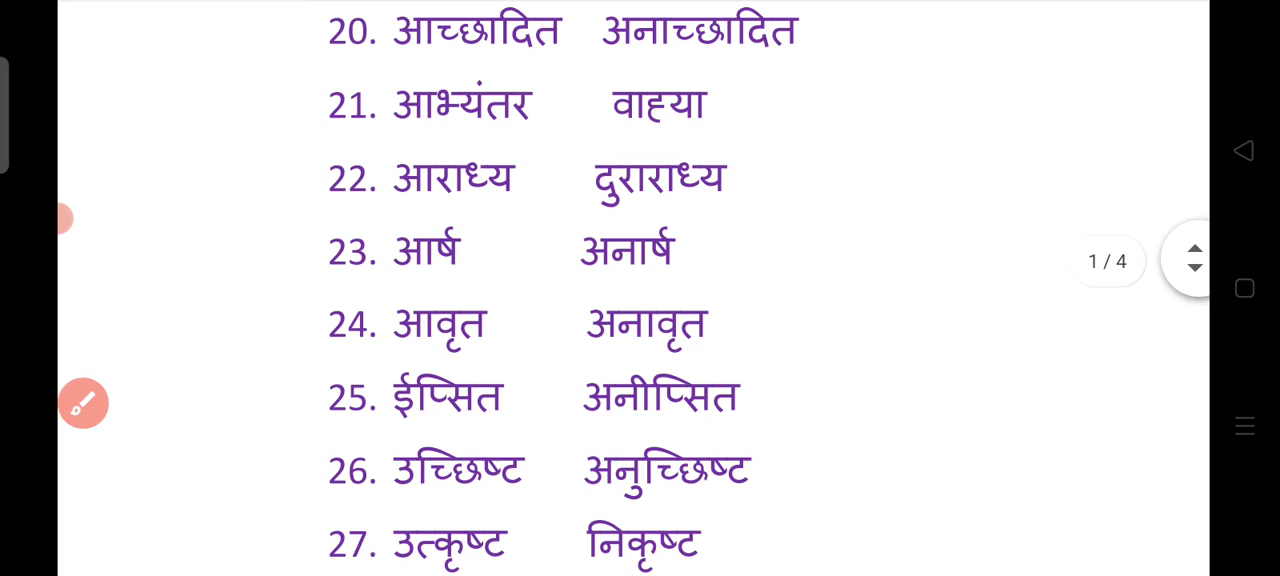 20. आच्छादित अनाच्छादित
21. आभ्यंतर वाह्या
22. आराध्य दुराराध्य
23. आर्ष अनार्ष
1 / 4
24. आवृत अनावृत
25. ईप्सित अनीप्सित
26. उच्छिष्ट अनुच्छिष्ट
27. उत्कृष्ट निकृष्ट